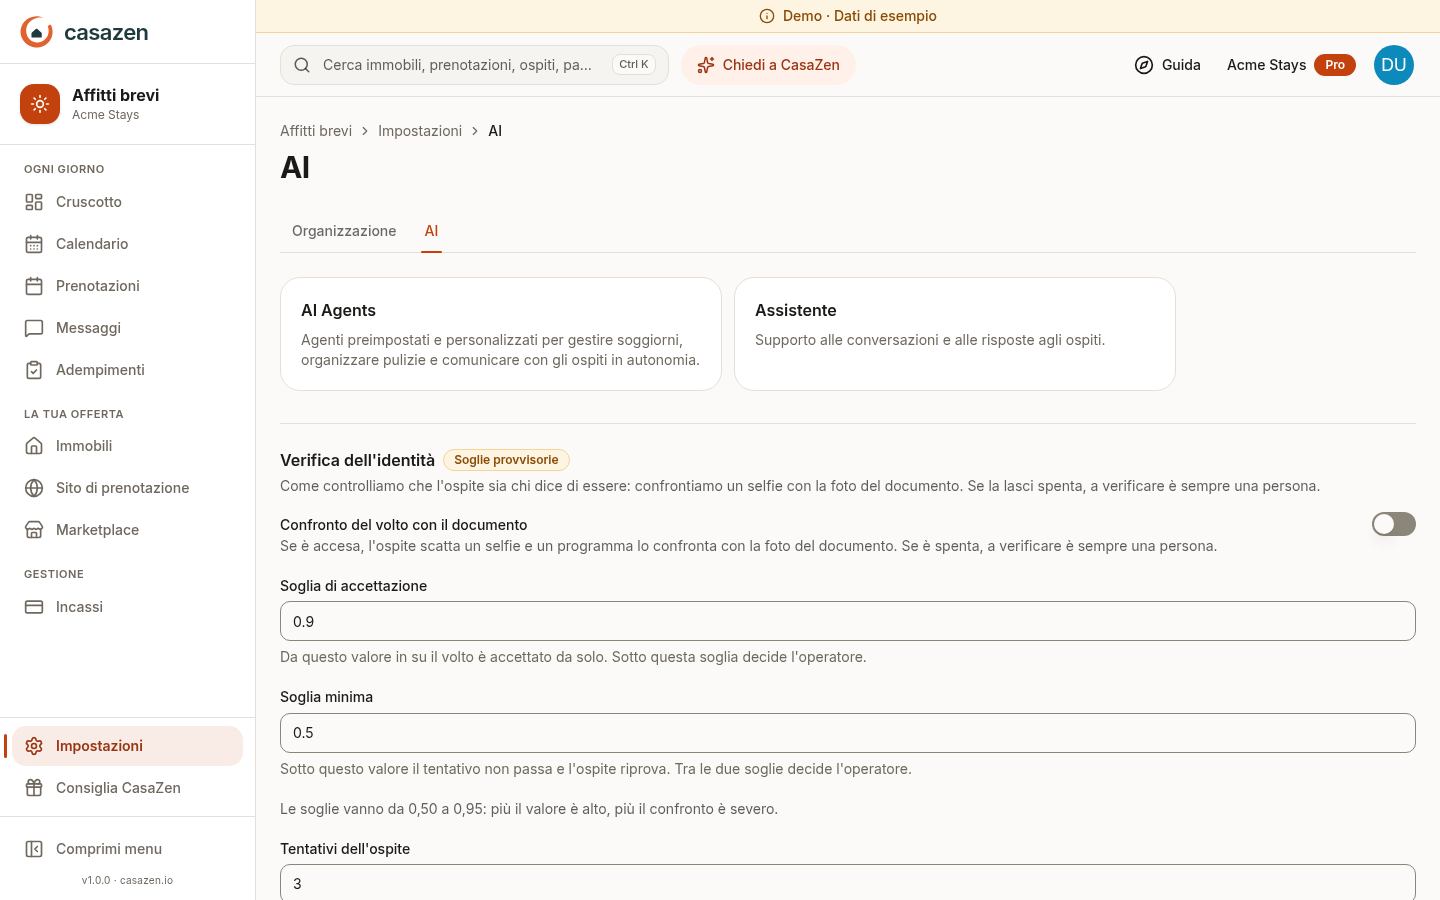 Demo · Dati di esempio
casazen
Affitti brevi
Acme Stays
OGNI GIORNO
Cruscotto
Calendario
Prenotazioni
Messaggi
Adempimenti
LA TUA OFFERTA
Immobili
Sito di prenotazione
Marketplace
GESTIONE
Incassi
Impostazioni
Consiglia CasaZen
Comprimi menu
v1.0.0 · casazen.io
Cerca immobili, prenotazioni, ospiti, pa... Ctrl K
Chiedi a CasaZen
Guida
Acme Stays Pro
DU
Affitti brevi > Impostazioni > AI
AI
Organizzazione AI
AI Agents
Agenti preimpostati e personalizzati per gestire soggiorni,
organizzare pulizie e comunicare con gli ospiti in autonomia.
Assistente
Supporto alle conversazioni e alle risposte agli ospiti.
Verifica dell'identità Soglie provvisorie
Come controlliamo che l'ospite sia chi dice di essere: confrontiamo un selfie con la foto del documento. Se la lasci spenta, a verificare è sempre una persona.
Confronto del volto con il documento
Se è accesa, l'ospite scatta un selfie e un programma lo confronta con la foto del documento. Se è spenta, a verificare è sempre una persona.
Soglia di accettazione
0.9
Da questo valore in su il volto è accettato da solo. Sotto questa soglia decide l'operatore.
Soglia minima
0.5
Sotto questo valore il tentativo non passa e l'ospite riprova. Tra le due soglie decide l'operatore.
Le soglie vanno da 0,50 a 0,95: più il valore è alto, più il confronto è severo.
Tentativi dell'ospite
3